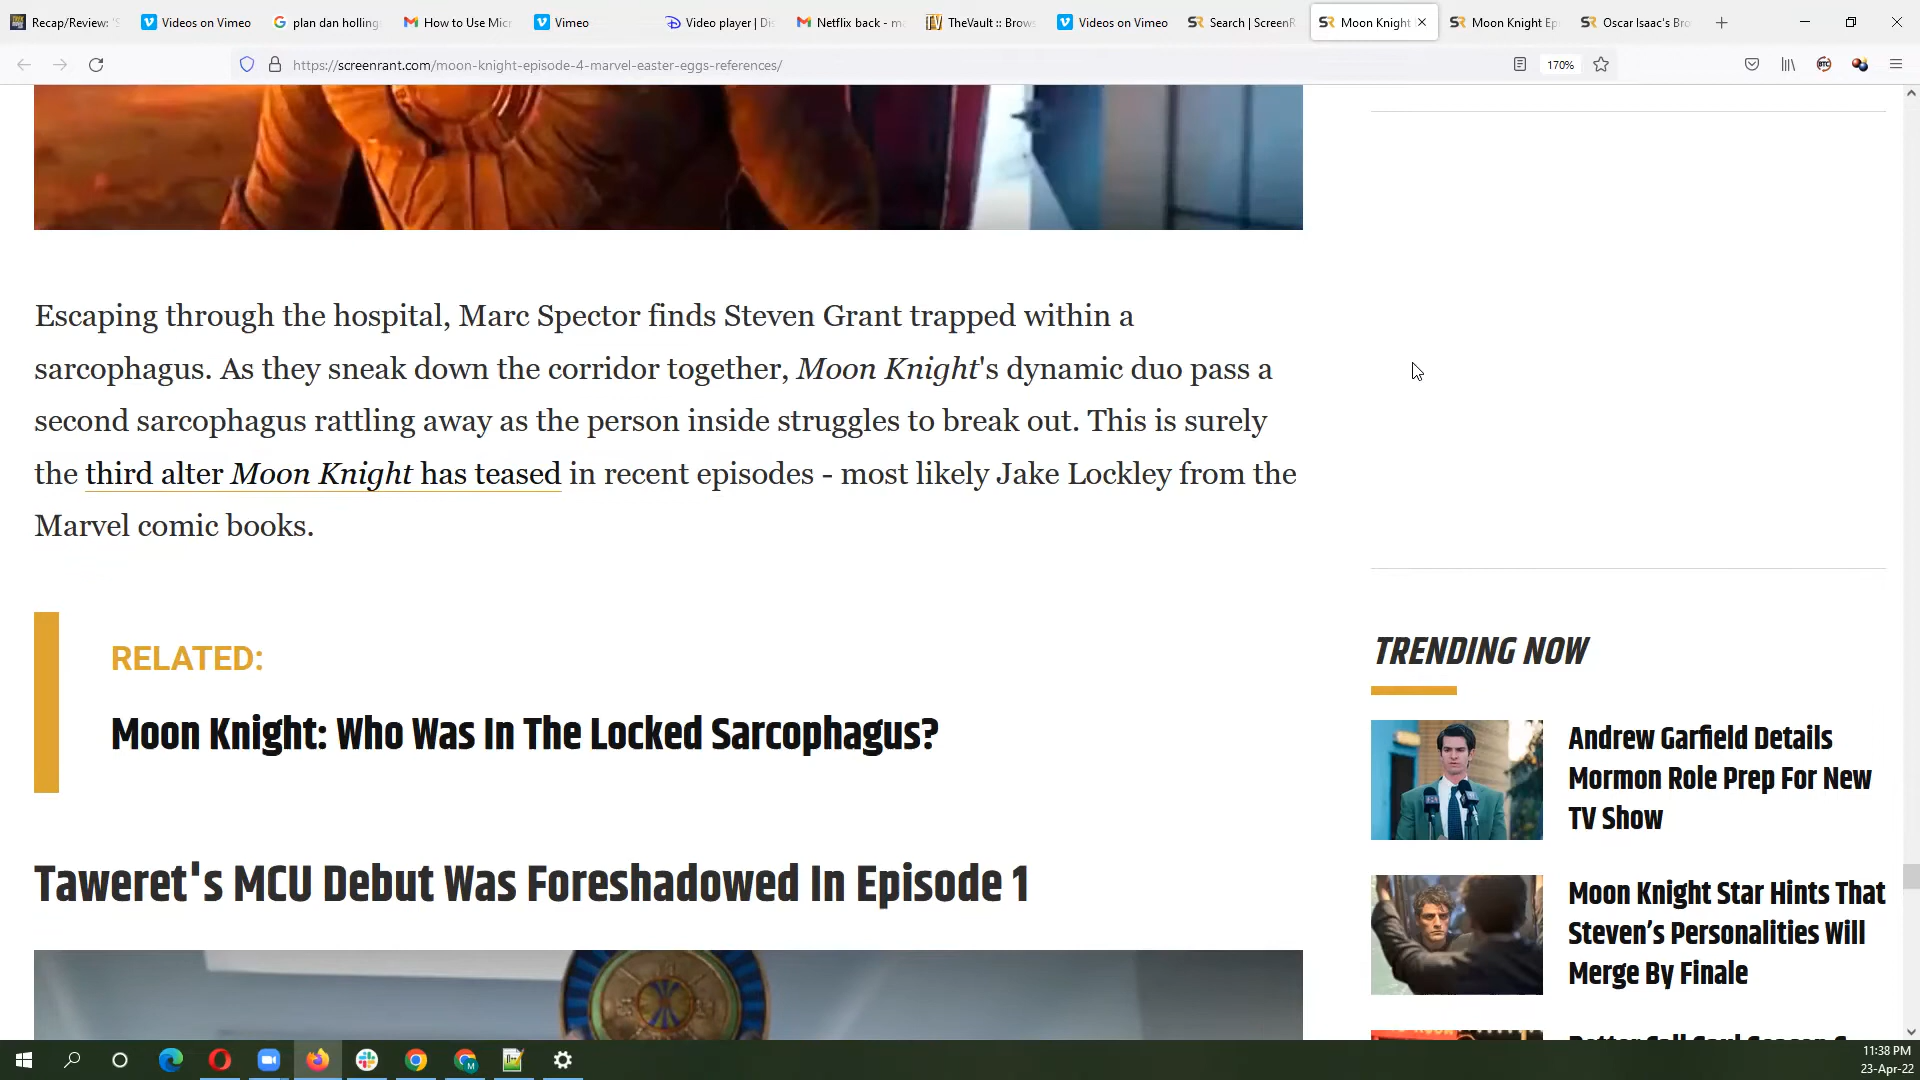 Recap/Review: 'S
Videos on Vimeo
plan dan holling
How to Use Micr
Vimeo
Video player | Dis
Netflix back - m
TheVault :: Brow
Videos on Vimeo
Search | ScreenR
Moon Knight
Moon Knight Ep
Oscar Isaac's Bro
https://screenrant.com/moon-knight-episode-4-marvel-easter-eggs-references/
170%
Escaping through the hospital, Marc Spector finds Steven Grant trapped within a
sarcophagus. As they sneak down the corridor together, Moon Knight's dynamic duo pass a
second sarcophagus rattling away as the person inside struggles to break out. This is surely
the third alter Moon Knight has teased in recent episodes - most likely Jake Lockley from the
Marvel comic books.
RELATED:
Moon Knight: Who Was In The Locked Sarcophagus?
Taweret's MCU Debut Was Foreshadowed In Episode 1
TRENDING NOW
Andrew Garfield Details
Mormon Role Prep For New
TV Show
Moon Knight Star Hints That
Steven’s Personalities Will
Merge By Finale
11:38 PM
23-Apr-22